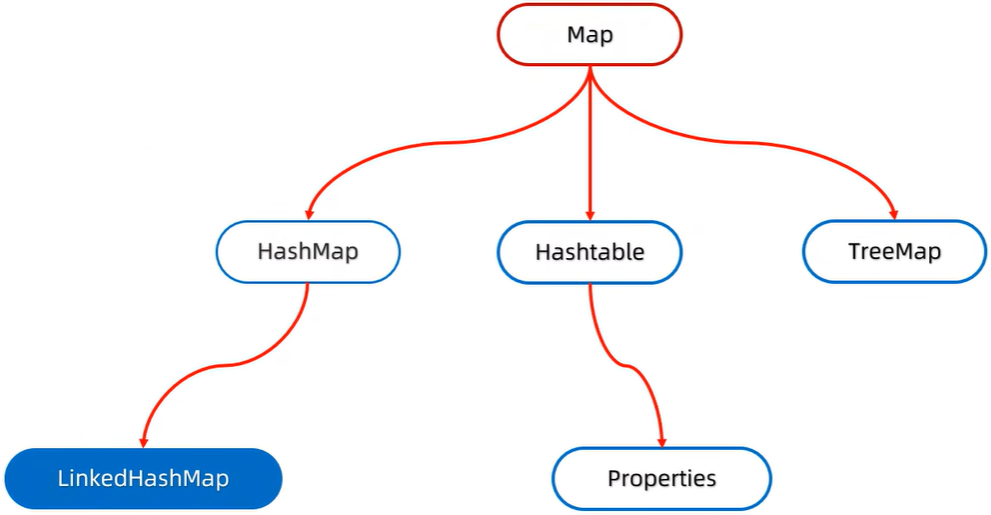 Map
HashMap
Hashtable
TreeMap
LinkedHashMap
Properties